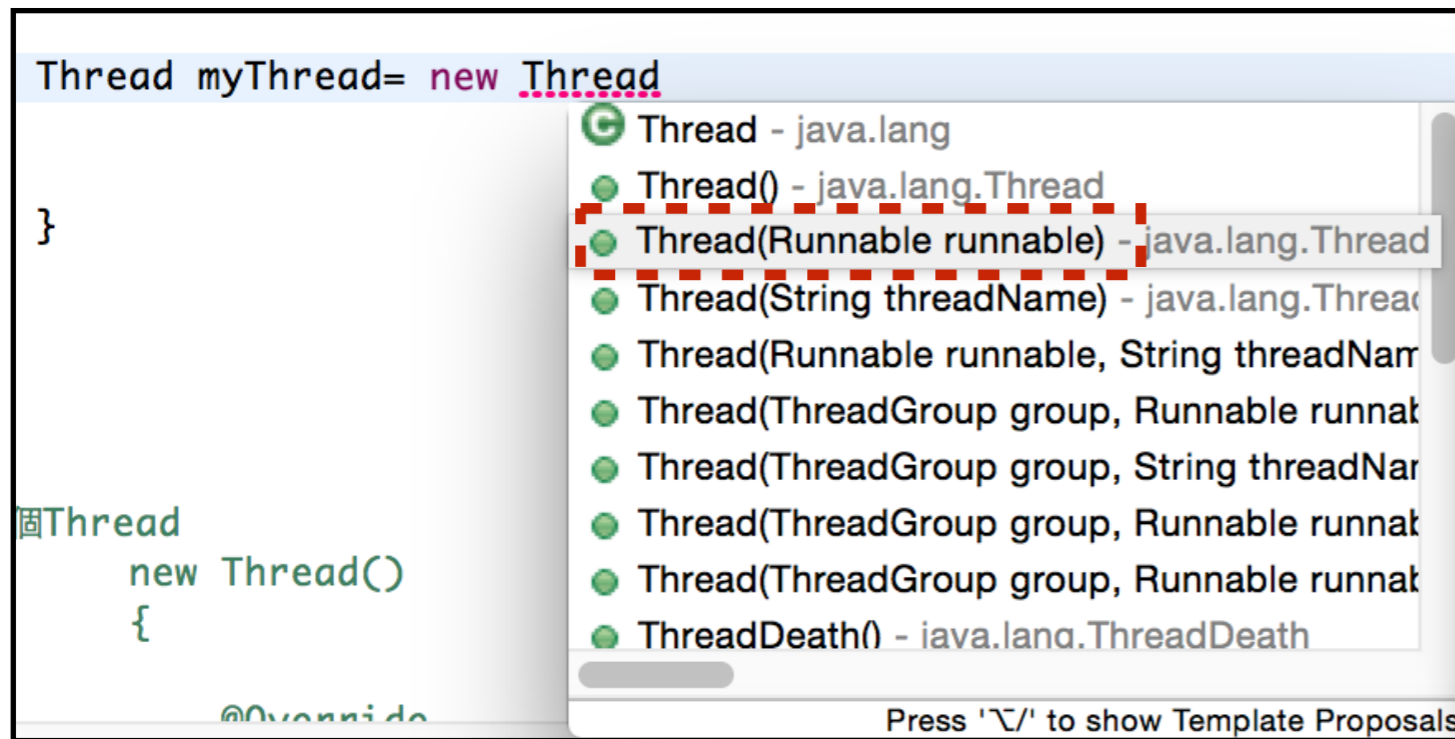 Thread myThread= new Thread
Thread - java.lang
Thread() - java.lang.Thread
}
Thread(Runnable runnable) - java.lang.Thread
Thread(String threadName) - java.lang.Thread
Thread(Runnable runnable, String threadNam
Thread(ThreadGroup group, Runnable runnab
Thread(ThreadGroup group, String threadNar
個Thread
Thread(ThreadGroup group, Runnable runnab
new Thread()
Thread(ThreadGroup group, Runnable runnab
{
ThreadDeath() - java.lang.ThreadDeath
@Override
Press '⌥/' to show Template Proposals